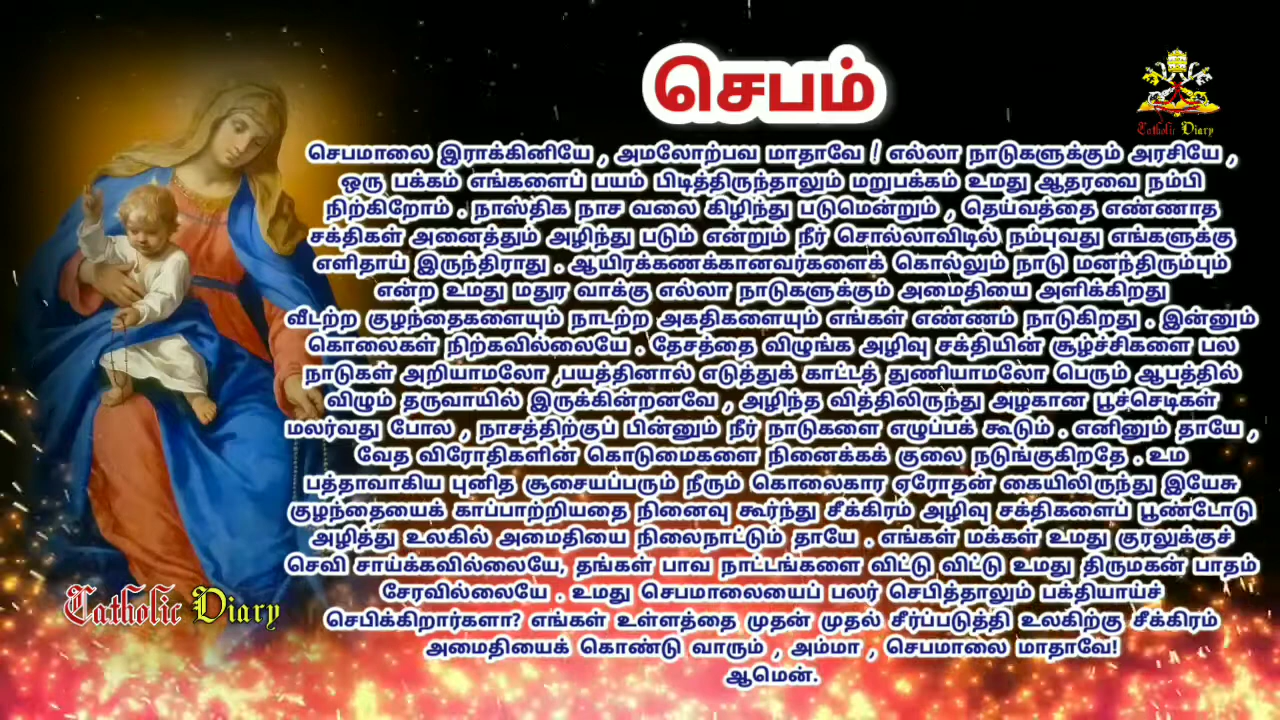 செபம்
Catholic Diary
செபமாலை இராக்கினியே , அமலோற்பவ மாதாவே ! எல்லா நாடுகளுக்கும் அரசியே ,
ஒரு பக்கம் எங்களைப் பயம் பிடித்திருந்தாலும் மறுபக்கம் உமது ஆதரவை நம்பி
நிற்கிறோம் . நாஸ்திக நாச வலை கிழிந்து படுமென்றும் , தெய்வத்தை எண்ணாத
சக்திகள் அனைத்தும் அழிந்து படும் என்றும் நீர் சொல்லாவிடில் நம்புவது எங்களுக்கு
எளிதாய் இருந்திராது . ஆயிரக்கணக்கானவர்களைக் கொல்லும் நாடு மனந்திரும்பும்
என்ற உமது மதுர வாக்கு எல்லா நாடுகளுக்கும் அமைதியை அளிக்கிறது
வீடற்ற குழந்தைகளையும் நாடற்ற அகதிகளையும் எங்கள் எண்ணம் நாடுகிறது . இன்னும்
கொலைகள் நிற்கவில்லையே . தேசத்தை விழுங்க அழிவு சக்தியின் சூழ்ச்சிகளை பல
நாடுகள் அறியாமலோ ,பயத்தினால் எடுத்துக் காட்டத் துணியாமலோ பெரும் ஆபத்தில்
விழும் தருவாயில் இருக்கின்றனவே , அழிந்த வித்திலிருந்து அழகான பூச்செடிகள்
மலர்வது போல , நாசத்திற்குப் பின்னும் நீர் நாடுகளை எழுப்பக் கூடும் . எனினும் தாயே ,
வேத விரோதிகளின் கொடுமைகளை நினைக்கக் குலை நடுங்குகிறதே . உம
பத்தாவாகிய புனித சூசையப்பரும் நீரும் கொலைகார ஏரோதன் கையிலிருந்து இயேசு
குழந்தையைக் காப்பாற்றியதை நினைவு கூர்ந்து சீக்கிரம் அழிவு சக்திகளைப் பூண்டோடு
அழித்து உலகில் அமைதியை நிலைநாட்டும் தாயே . எங்கள் மக்கள் உமது குரலுக்குச்
செவி சாய்க்கவில்லையே, தங்கள் பாவ நாட்டங்களை விட்டு விட்டு உமது திருமகன் பாதம்
சேரவில்லையே . உமது செபமாலையைப் பலர் செபித்தாலும் பக்தியாய்ச்
செபிக்கிறார்களா? எங்கள் உள்ளத்தை முதன் முதல் சீர்ப்படுத்தி உலகிற்கு சீக்கிரம்
அமைதியைக் கொண்டு வாரும் , அம்மா , செபமாலை மாதாவே!
ஆமென்.
Catholic Diary